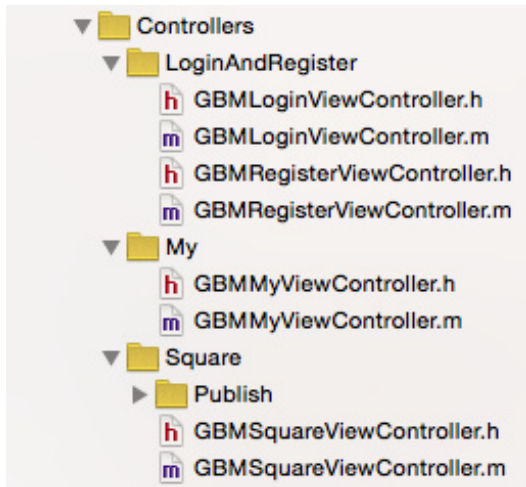 Controllers
LoginAndRegister
h GBMLoginViewController.h
m GBMLoginViewController.m
h GBMRegisterViewController.h
m GBMRegisterViewController.m
My
h GBMMyViewController.h
m GBMMyViewController.m
Square
Publish
h GBMSquareViewController.h
m GBMSquareViewController.m